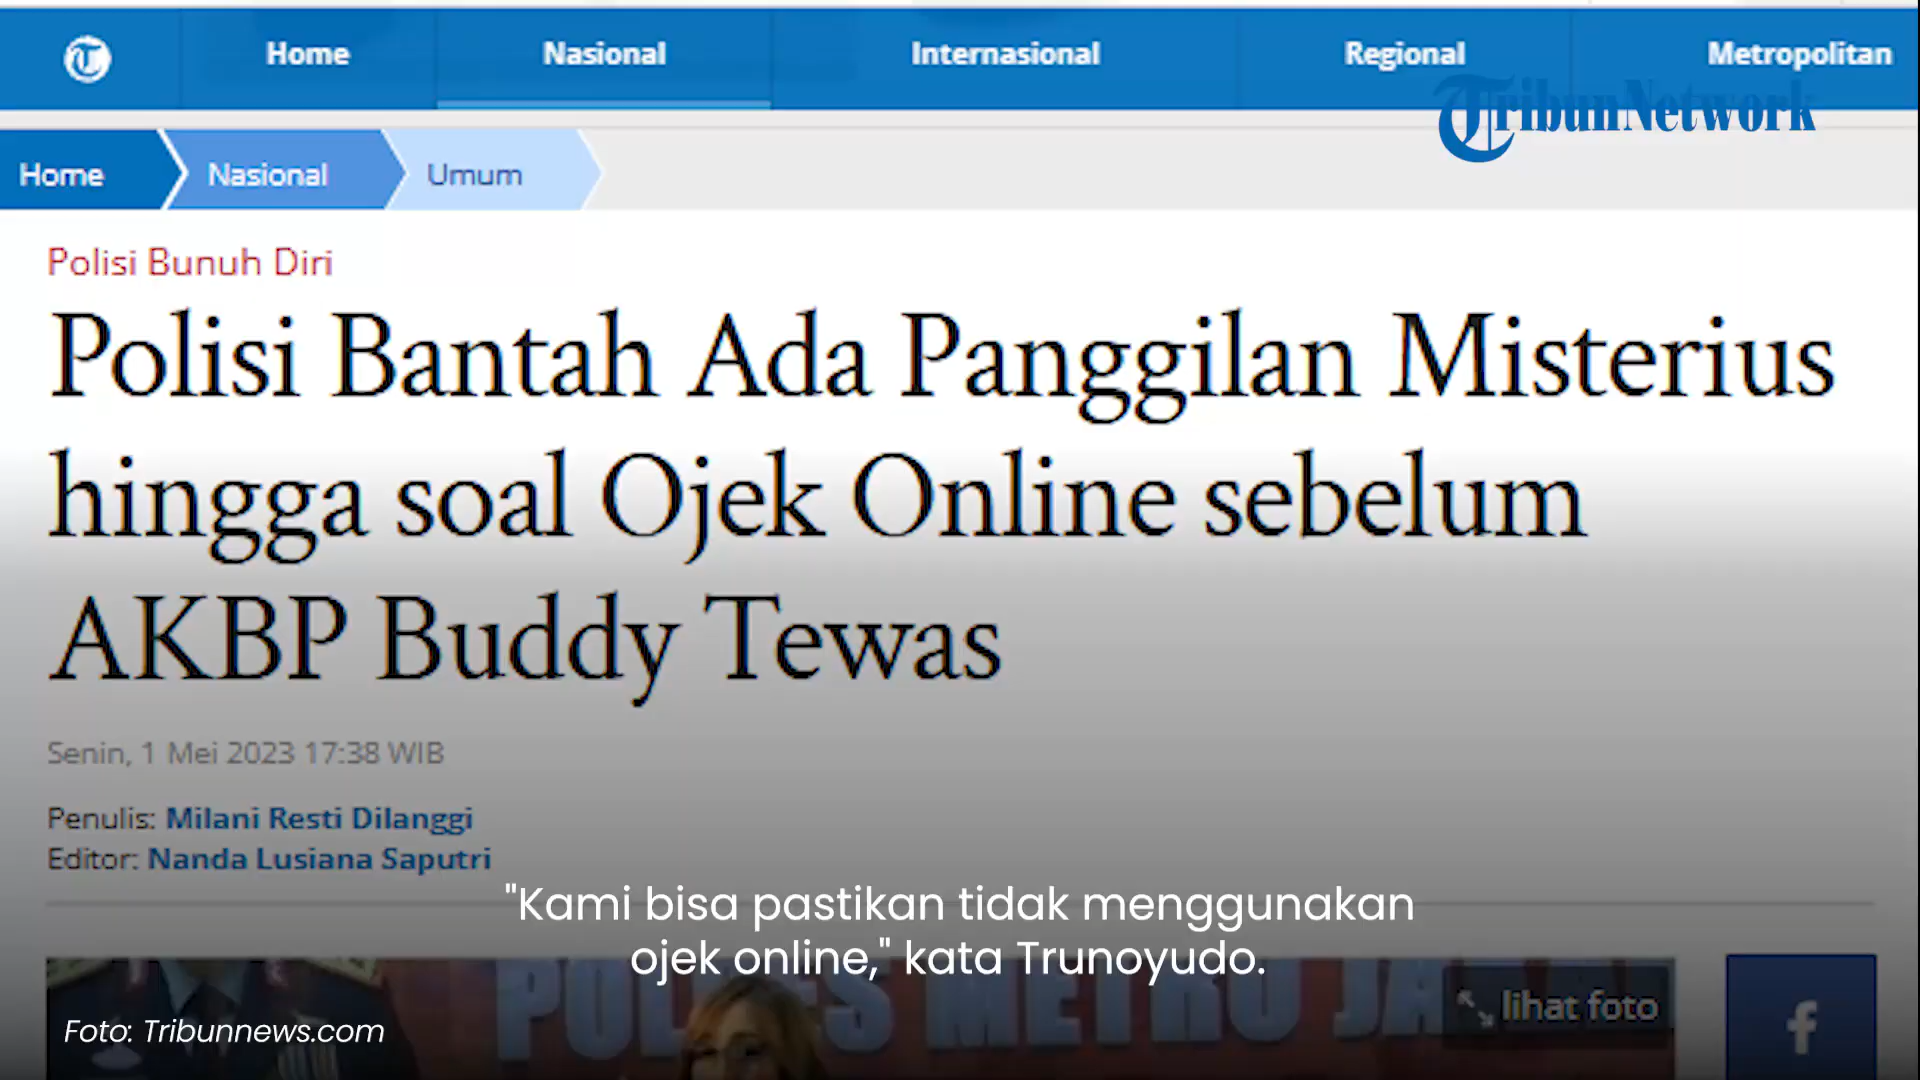 Home Nasional Internasional Regional Metropolitan
TribunNetwork
Home Nasional Umum
Polisi Bunuh Diri
Polisi Bantah Ada Panggilan Misterius
hingga soal Ojek Online sebelum
AKBP Buddy Tewas
Senin, 1 Mei 2023 17:38 WIB
Penulis: Milani Resti Dilanggi
Editor: Nanda Lusiana Saputri
"Kami bisa pastikan tidak menggunakan
ojek online," kata Trunoyudo.
POLRES METRO
lihat foto
Foto: Tribunnews.com